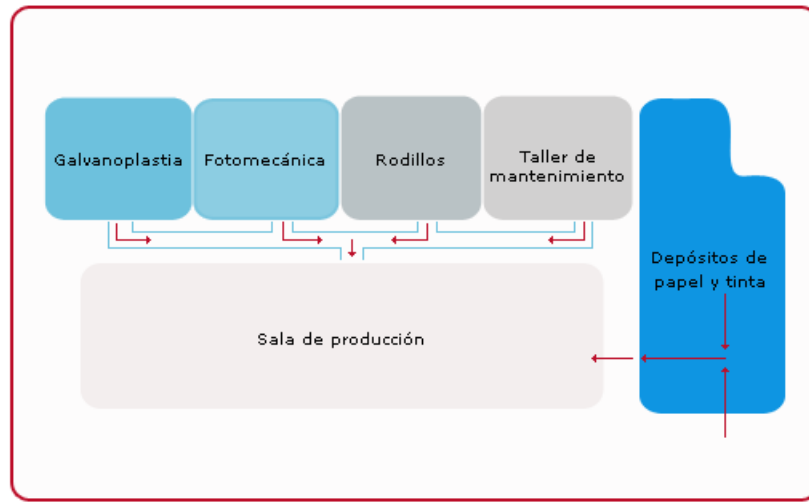 Galvanoplastia
Fotomecánica
Rodillos
Taller de
mantenimiento
Depósitos de
papel y tinta
Sala de producción